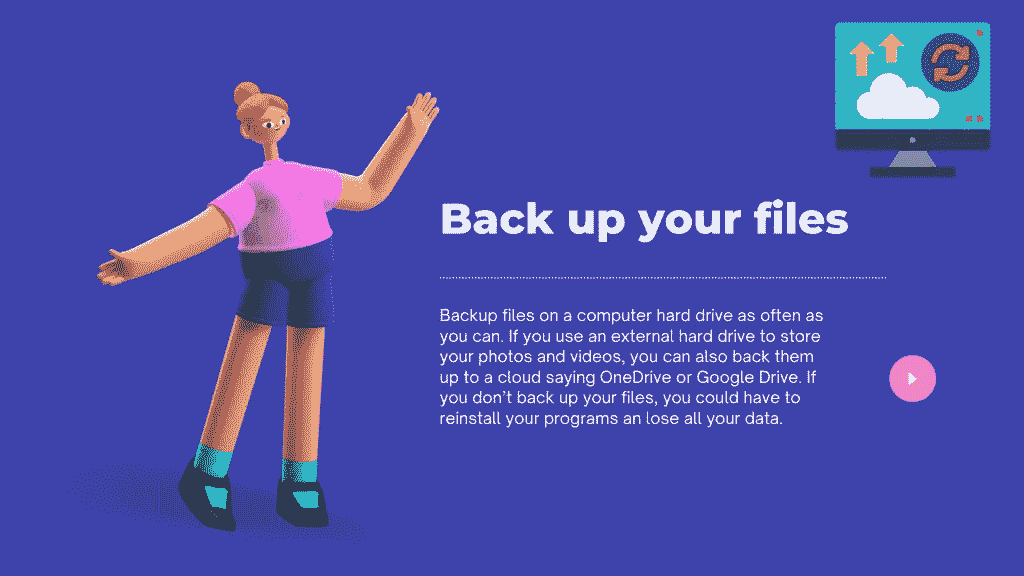 Back up your files
Backup files on a computer hard drive as often as
you can. If you use an external hard drive to store
your photos and videos, you can also back them
up to a cloud saying OneDrive or Google Drive. If
you don’t back up your files, you could have to
reinstall your programs an lose all your data.